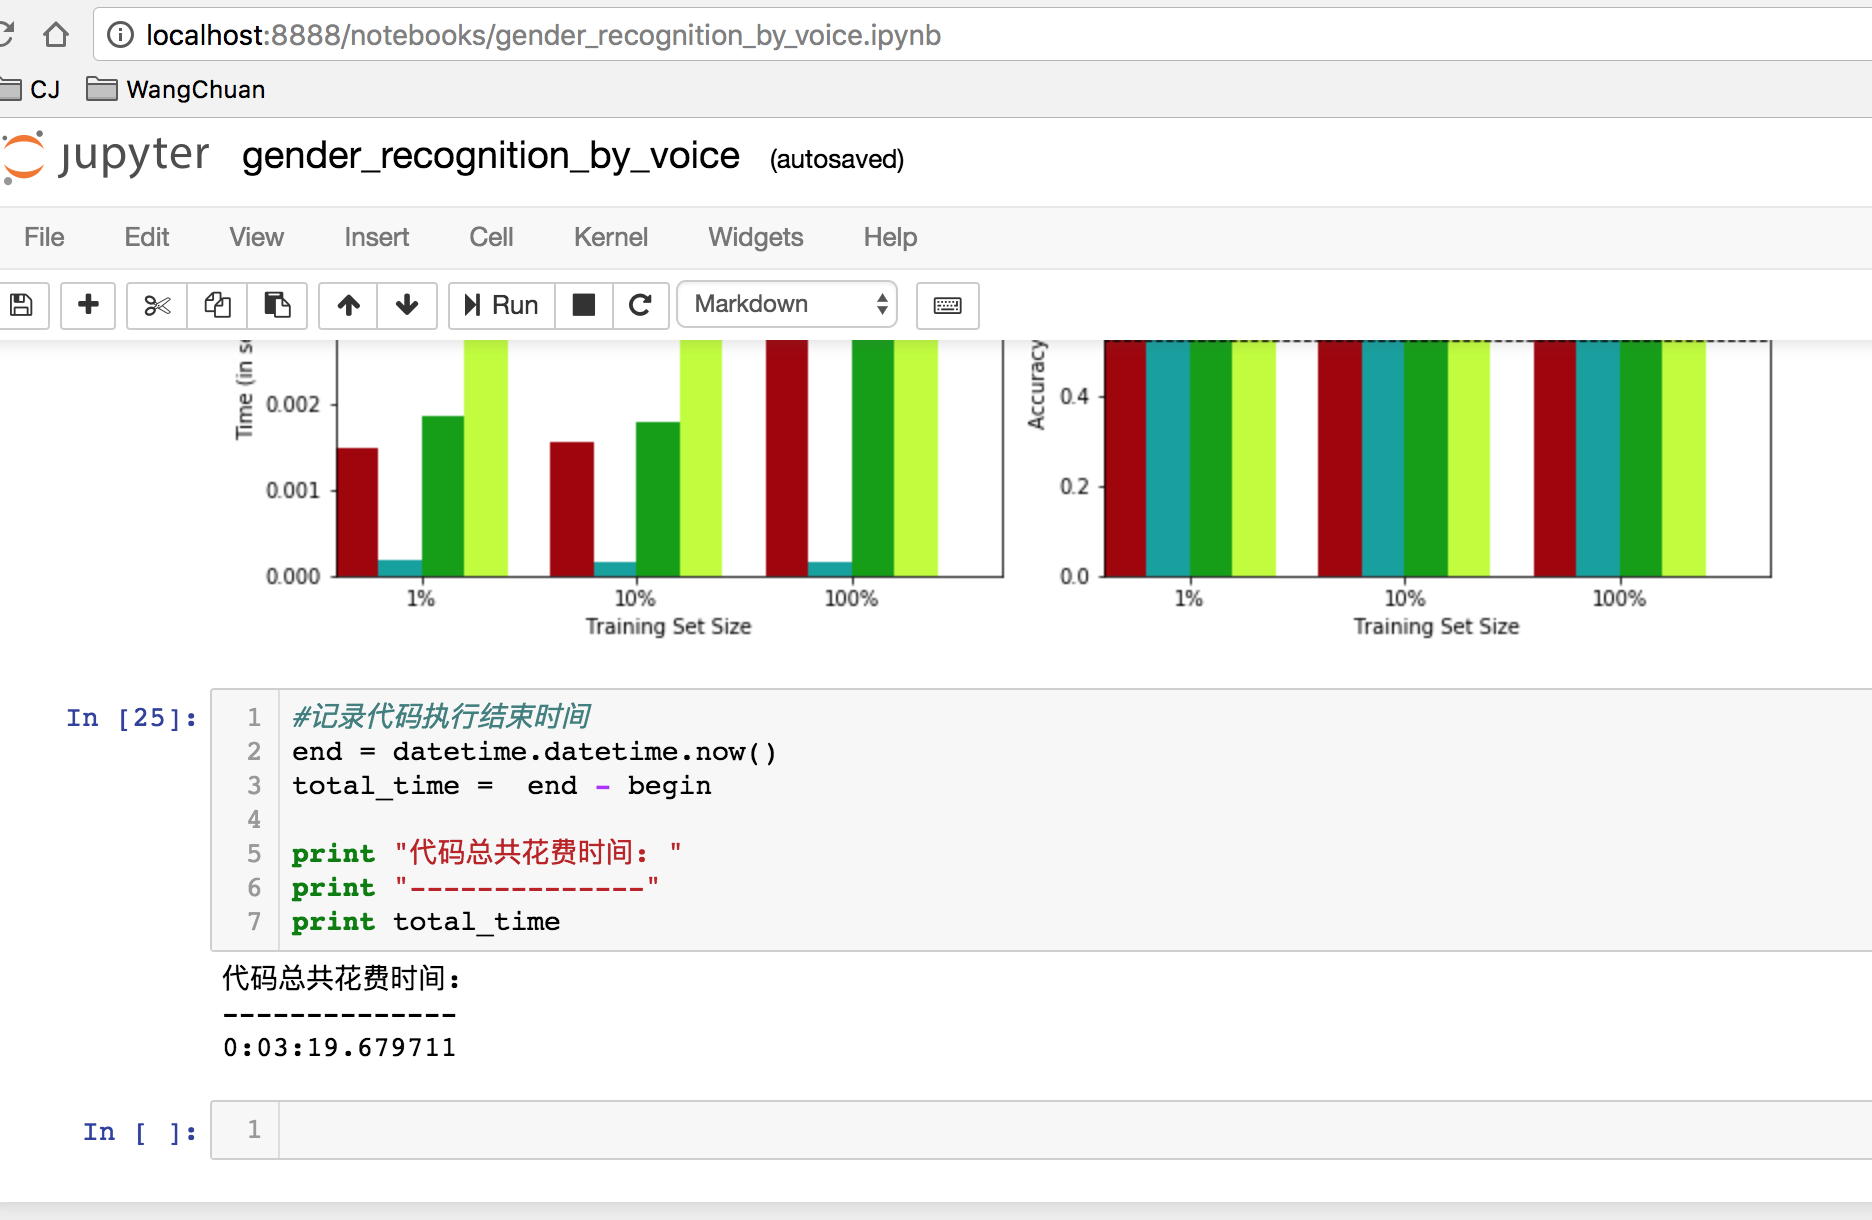 localhost:8888/notebooks/gender_recognition_by_voice.ipynb
CJ WangChuan
jupyter gender_recognition_by_voice (autosaved)
File Edit View Insert Cell Kernel Widgets Help
Run Markdown
Time (in
Accuracy
0.002
0.001
0.000
1% 10% 100%
Training Set Size
0.4
0.2
0.0
1% 10% 100%
Training Set Size
In [25]:
1 #记录代码执行结束时间
2 end = datetime.datetime.now()
3 total_time =  end - begin
4
5 print "代码总共花费时间: "
6 print "--------------"
7 print total_time
代码总共花费时间:
--------------
0:03:19.679711
In [ ]: 1